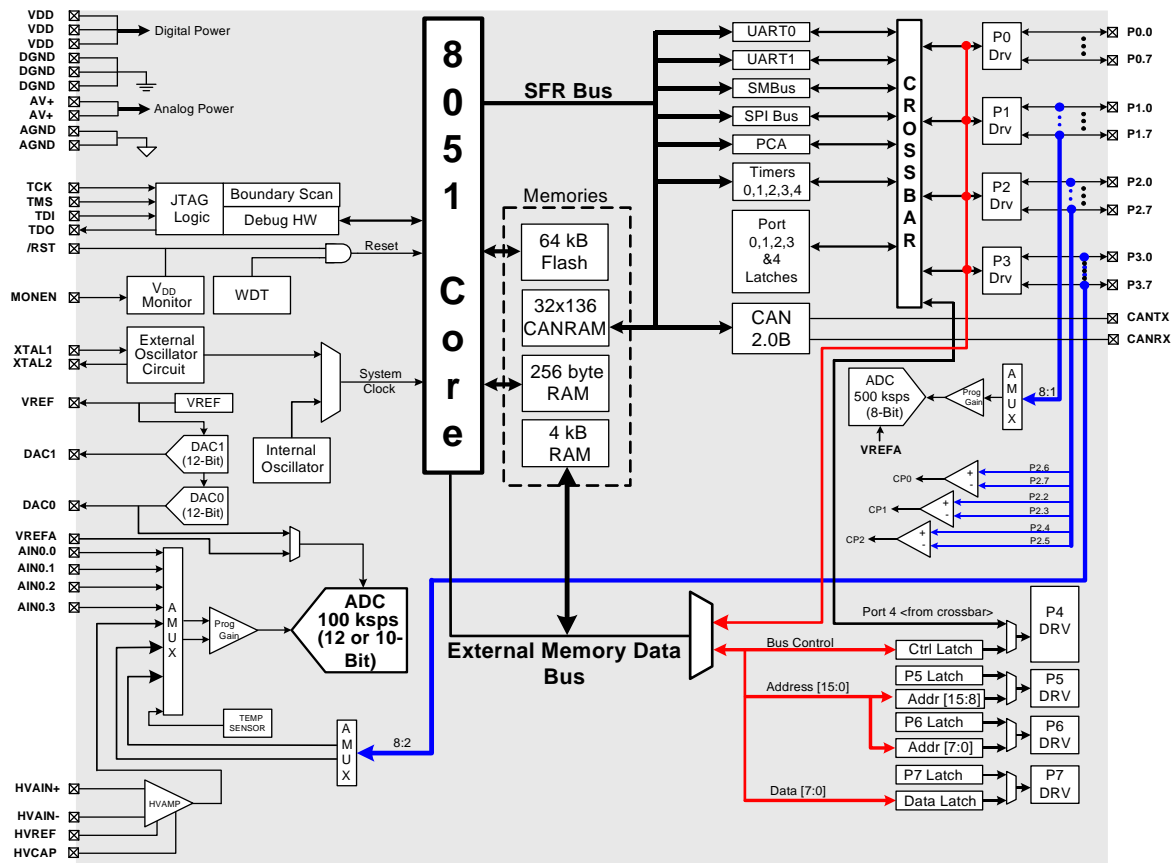 VDD
VDD
VDD
DGND
DGND
DGND
AV+
AV+
AGND
AGND
Digital Power
Analog Power
TCK
TMS
TDI
TDO
/RST
MONEN
JTAG
Logic
Boundary Scan
Debug HW
Reset
VDD
Monitor
WDT
XTAL1
XTAL2
External
Oscillator
Circuit
System
Clock
VREF
VREF
DAC1
DAC1
(12-Bit)
Internal
Oscillator
DAC0
DAC0
(12-Bit)
VREFA
AIN0.0
AIN0.1
AIN0.2
AIN0.3
A
M
U
X
Prog
Gain
ADC
100 ksps
(12 or 10-
Bit)
TEMP
SENSOR
A
M
U
X
8:2
HVAIN+
HVAIN-
HVREF
HVCAP
HVAMP
8
0
5
1
C
o
r
e
SFR Bus
Memories
64 kB
Flash
32x136
CANRAM
256 byte
RAM
4 kB
RAM
External Memory Data
Bus
UART0
UART1
SMBus
SPI Bus
PCA
Timers
0,1,2,3,4
Port
0,1,2,3
&4
Latches
CAN
2.0B
C
R
O
S
S
B
A
R
P0
Drv
P1
Drv
P2
Drv
P3
Drv
P0.0
P0.7
P1.0
P1.7
P2.0
P2.7
P3.0
P3.7
CANTX
CANRX
ADC
500 ksps
(8-Bit)
VREFA
Prog
Gain
A
M
U
X
8:1
CP0
+
-
P2.6
P2.7
CP1
+
-
P2.2
P2.3
CP2
+
-
P2.4
P2.5
Port 4 <from crossbar>
Bus Control
Ctrl Latch
P4
DRV
Address [15:0]
P5 Latch
Addr [15:8]
P5
DRV
P6 Latch
Addr [7:0]
P6
DRV
Data [7:0]
P7 Latch
Data Latch
P7
DRV